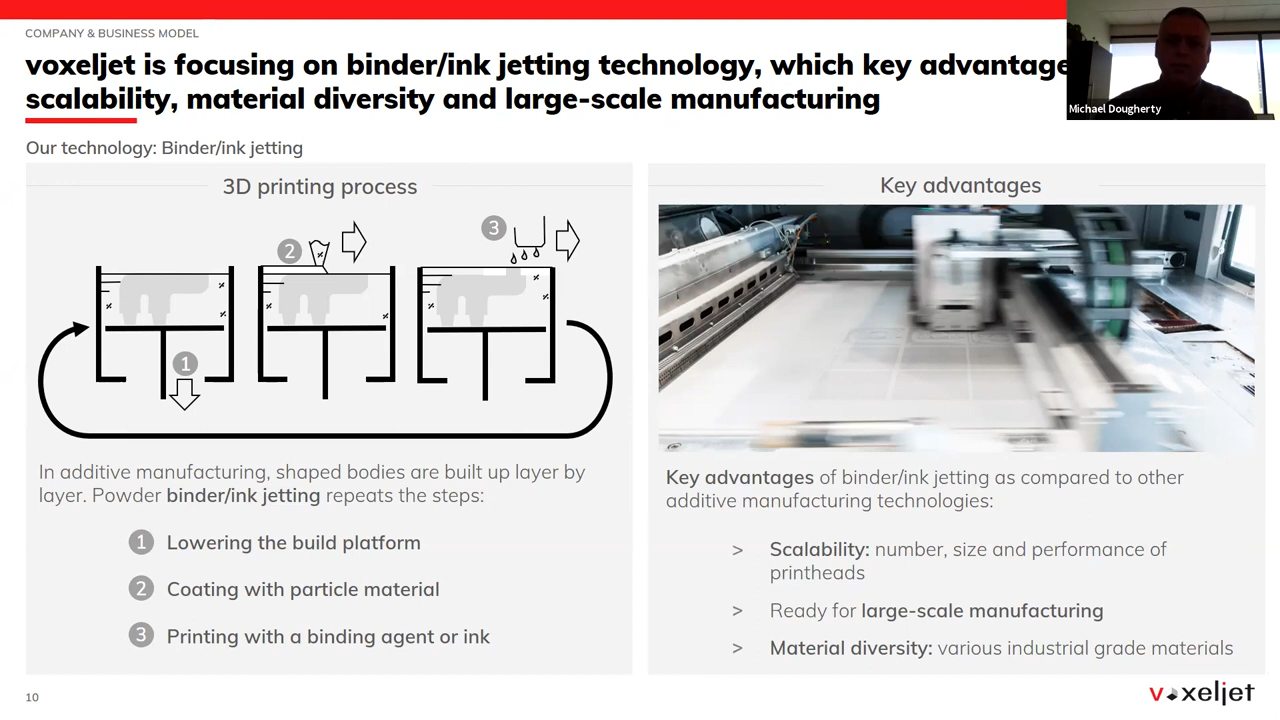 COMPANY & BUSINESS MODEL
voxeljet is focusing on binder/ink jetting technology, which key advantage
scalability, material diversity and large-scale manufacturing
Michael Dougherty
Our technology: Binder/ink jetting
3D printing process
1
2
3
In additive manufacturing, shaped bodies are built up layer by
layer. Powder binder/ink jetting repeats the steps:
1 Lowering the build platform
2 Coating with particle material
3 Printing with a binding agent or ink
Key advantages
Key advantages of binder/ink jetting as compared to other
additive manufacturing technologies:
> Scalability: number, size and performance of
printheads
> Ready for large-scale manufacturing
> Material diversity: various industrial grade materials
10
voxeljet